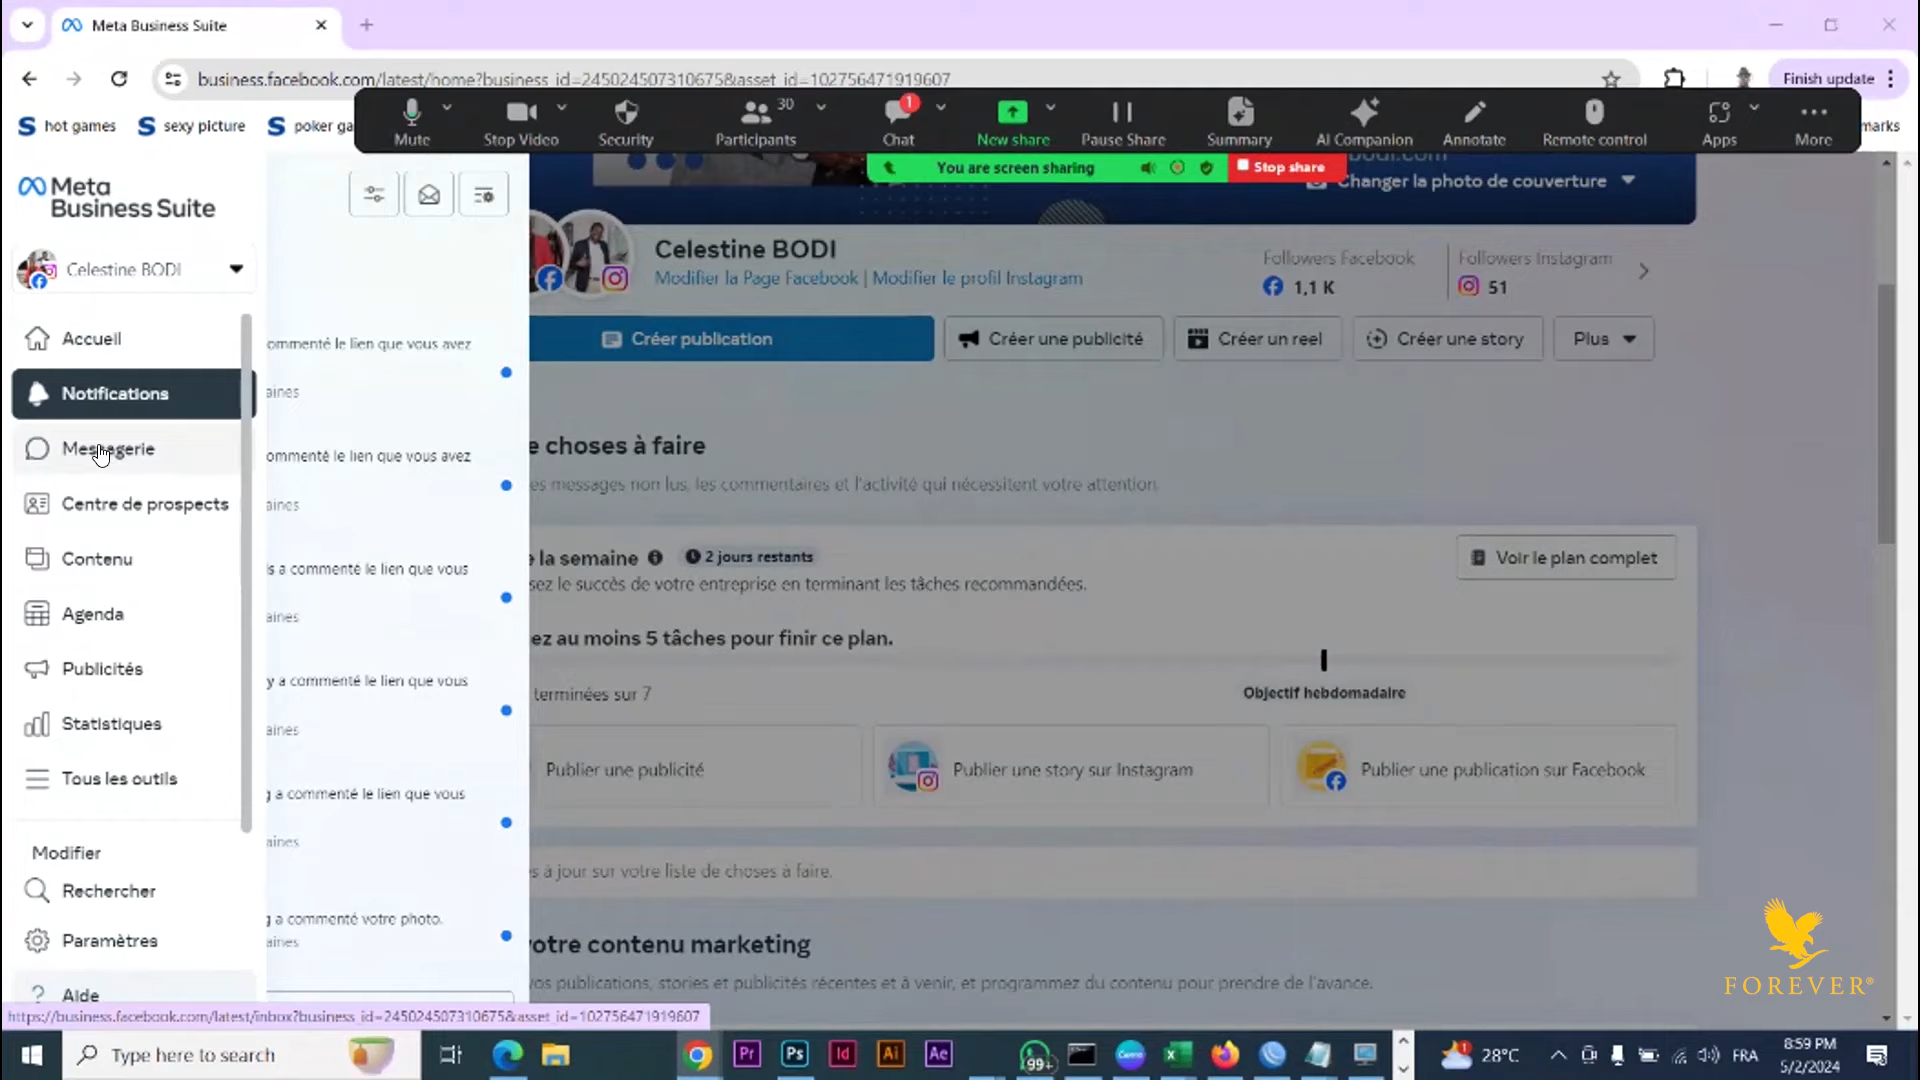 Meta Business Suite
business.facebook.com/latest/home?business_id=245024507310675&asset_id=102756471919607
Finish update
hot games
sexy picture
poker ga
marks
Mute
Stop Video
Security
Participants
30
Chat
1
New share
Pause Share
Summary
AI Companion
Annotate
Remote control
Apps
More
You are screen sharing
Stop share
Changer la photo de couverture
Meta
Business Suite
Celestine BODI
Accueil
Notifications
Messagerie
Centre de prospects
Contenu
Agenda
Publicités
Statistiques
Tous les outils
Modifier
Rechercher
Paramètres
Aide
ommenté le lien que vous avez
aines
ommenté le lien que vous avez
aines
s a commenté le lien que vous
aines
y a commenté le lien que vous
aines
g a commenté le lien que vous
aines
g a commenté votre photo.
aines
Celestine BODI
Modifier la Page Facebook | Modifier le profil Instagram
Followers Facebook
1,1 K
Followers Instagram
51
Créer publication
Créer une publicité
Créer un reel
Créer une story
Plus
e choses à faire
es messages non lus, les commentaires et l'activité qui nécessitent votre attention.
e la semaine
2 jours restants
Voir le plan complet
sez le succès de votre entreprise en terminant les tâches recommandées.
ez au moins 5 tâches pour finir ce plan.
terminées sur 7
Objectif hebdomadaire
Publier une publicité
Publier une story sur Instagram
Publier une publication sur Facebook
s à jour sur votre liste de choses à faire.
otre contenu marketing
vos publications, stories et publicités récentes et à venir, et programmez du contenu pour prendre de l'avance.
FOREVER®
https://business.facebook.com/latest/inbox?business_id=245024507310675&asset_id=102756471919607
Type here to search
Pr
Ps
Id
Ai
Ae
99+
28°C
FRA
8:59 PM
5/2/2024